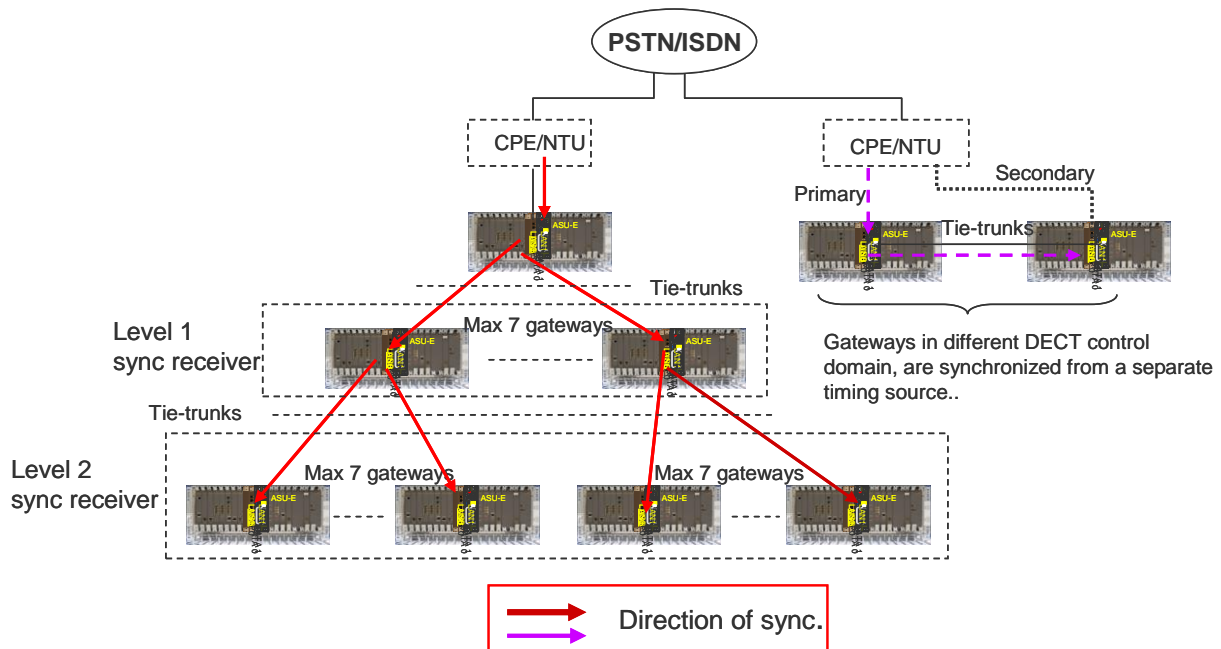 PSTN/ISDN
CPE/NTU
CPE/NTU
Secondary
Primary
ASU-E
ASU-E
Tie-trunks
ASU-E
Tie-trunks
Level 1
sync receiver
Max 7 gateways
ASU-E
ASU-E
Gateways in different DECT control
domain, are synchronized from a separate
timing source..
Tie-trunks
Level 2
sync receiver
Max 7 gateways
Max 7 gateways
ASU-E
ASU-E
ASU-E
ASU-E
Direction of sync.